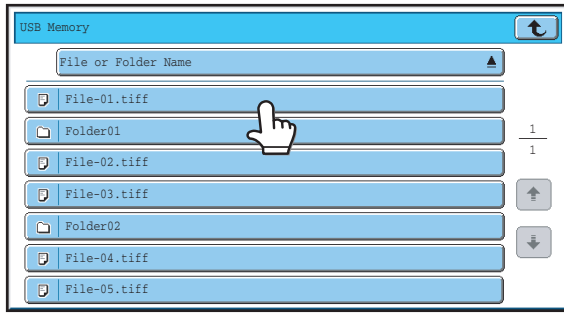 USB Memory
File or Folder Name
File-01.tiff
Folder01
File-02.tiff
File-03.tiff
Folder02
File-04.tiff
File-05.tiff
1
1